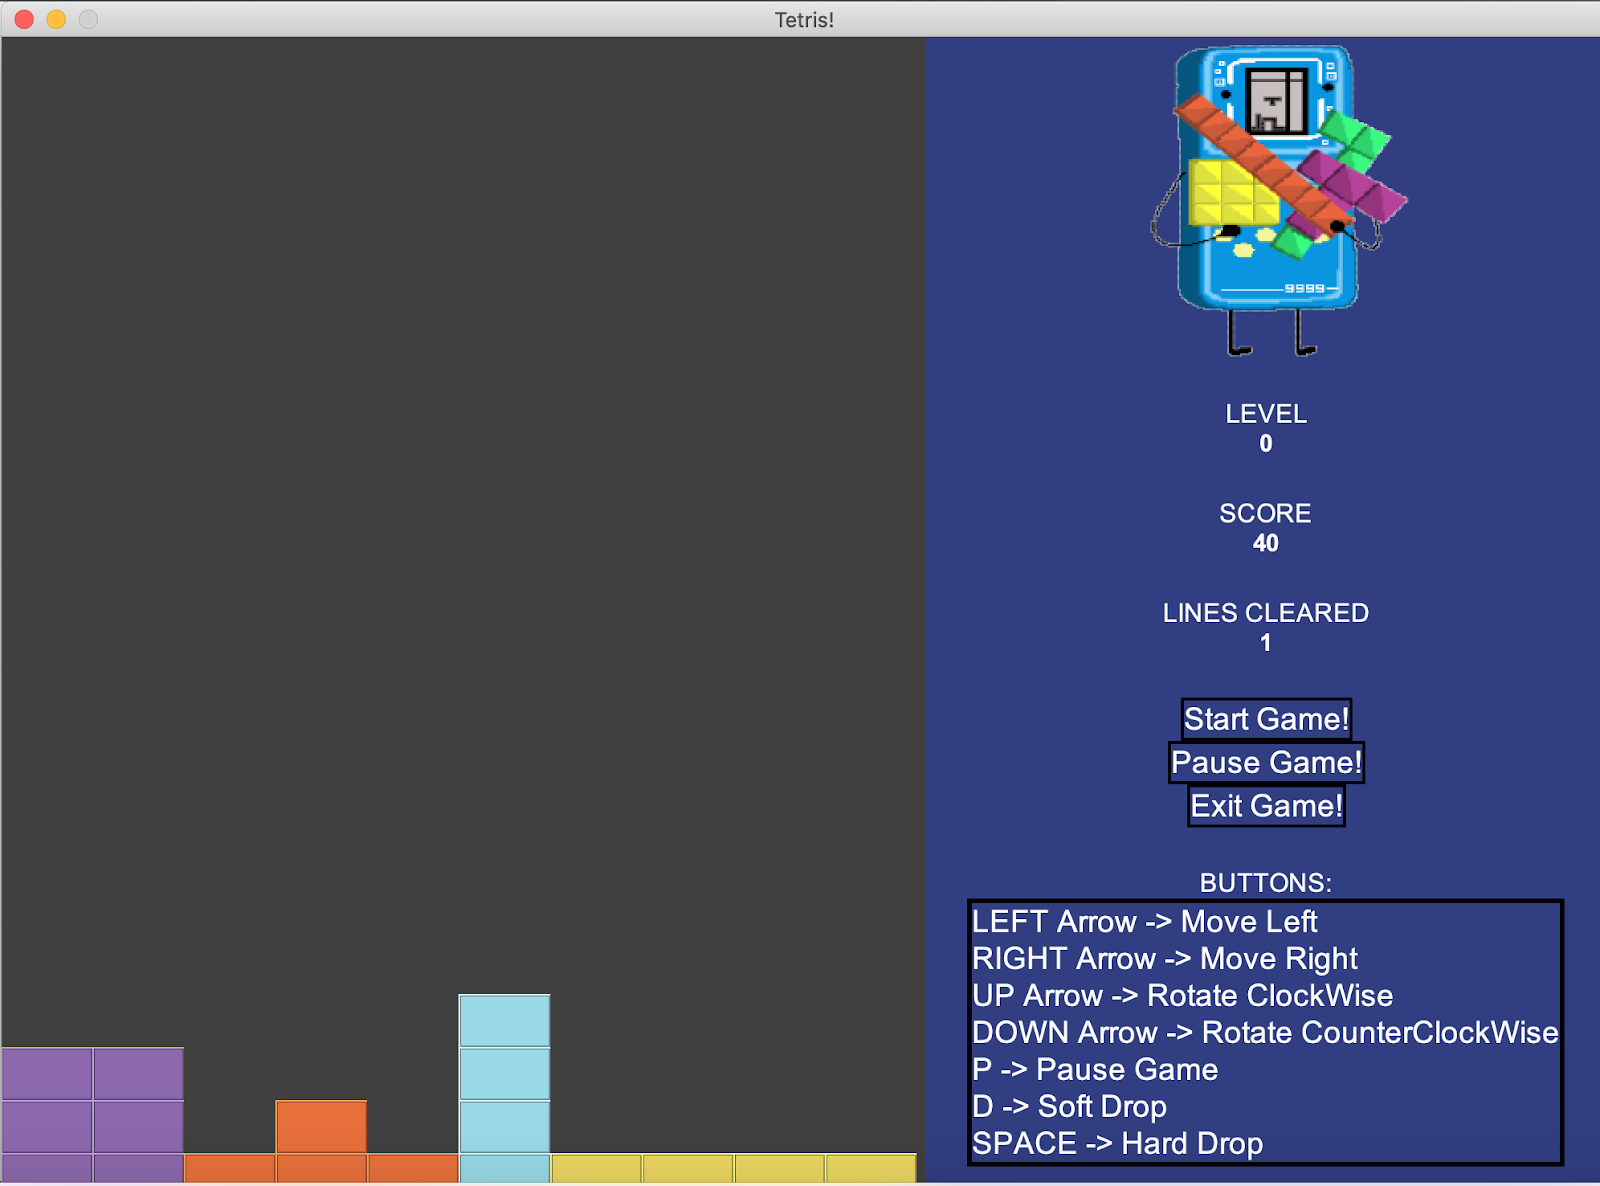 Tetris!
9999
LEVEL
0
SCORE
40
LINES CLEARED
1
Start Game!
Pause Game!
Exit Game!
BUTTONS:
LEFT Arrow -> Move Left
RIGHT Arrow -> Move Right
UP Arrow -> Rotate ClockWise
DOWN Arrow -> Rotate CounterClockWise
P -> Pause Game
D -> Soft Drop
SPACE -> Hard Drop